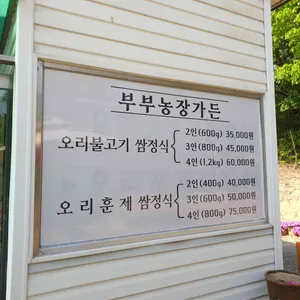 부부농장가든
오리불고기 쌈정식
2인(600g) 35,000원
3인(800g) 45,000원
4인(1.2kg) 60,000원
오리훈제 쌈정식
2인(400g) 40,000원
3인(600g) 50,000원
4인(800g) 75,000원